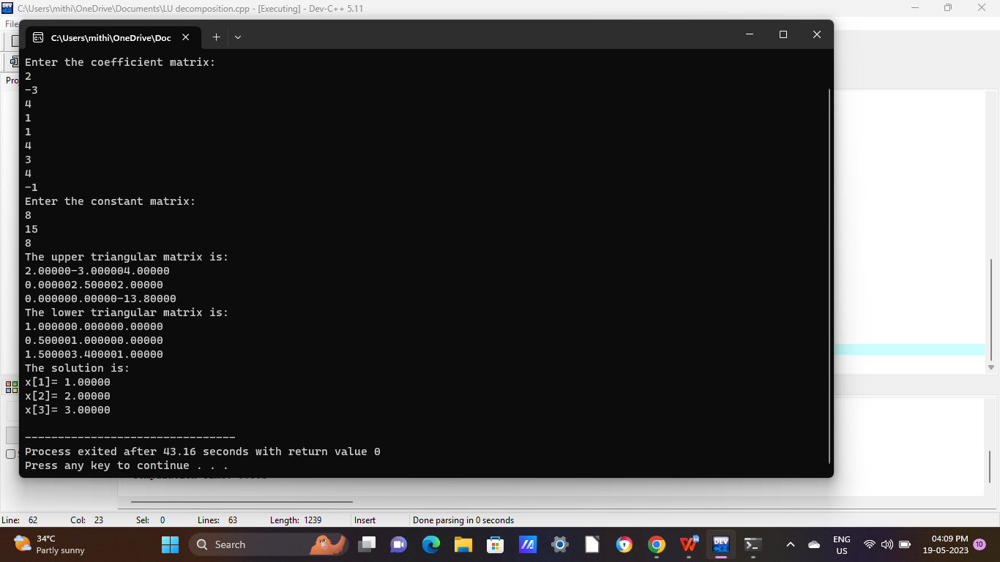 C:\Users\mithi\OneDrive\Documents\LU decomposition.cpp - [Executing] - Dev-C++ 5.11
File
C:\Users\mithi\OneDrive\Doc
Enter the coefficient matrix:
2
-3
4
1
1
4
3
4
-1
Enter the constant matrix:
8
15
8
The upper triangular matrix is:
2.00000-3.000004.00000
0.000002.500002.00000
0.000000.00000-13.80000
The lower triangular matrix is:
1.000000.000000.00000
0.500001.000000.00000
1.500003.400001.00000
The solution is:
x[1]= 1.00000
x[2]= 2.00000
x[3]= 3.00000
--------------------------------
Process exited after 43.16 seconds with return value 0
Press any key to continue . . .
Line: 62 Col: 23 Sel: 0 Lines: 63 Length: 1239 Insert Done parsing in 0 seconds
34°C
Partly sunny
Search
DEV
ENG
US
04:09 PM
19-05-2023
10